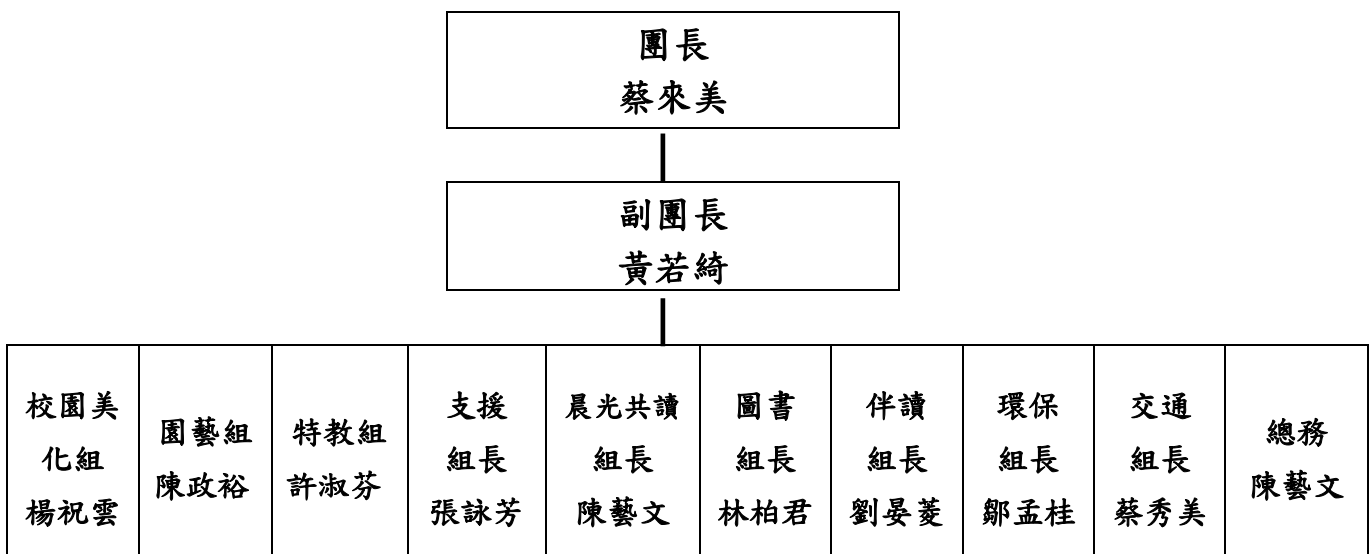 團長
蔡來美
副團長
黃若綺
校園美
化組
楊祝雲
園藝組
陳政裕
特教組
許淑芬
支援
組長
張詠芳
晨光共讀
組長
陳藝文
圖書
組長
林柏君
伴讀
組長
劉晏菱
環保
組長
鄒孟桂
交通
組長
蔡秀美
總務
陳藝文